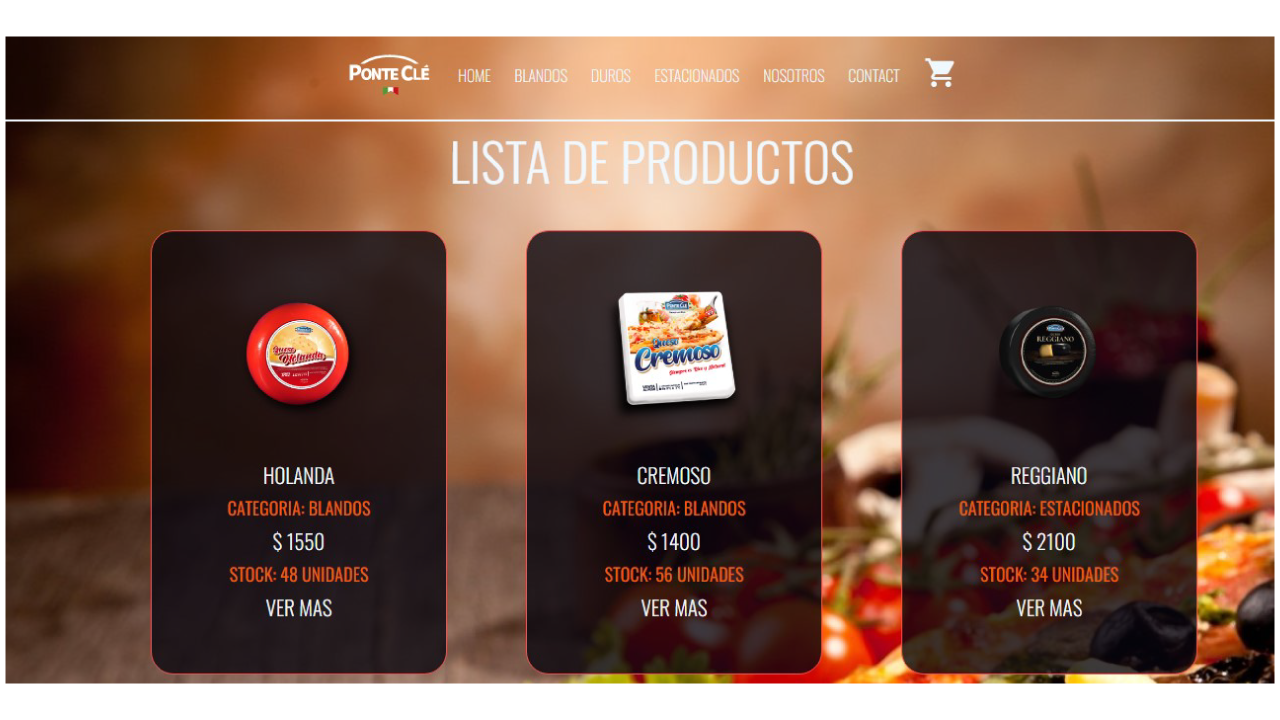 PONTE CLÉ
HOME BLANDOS DUROS ESTACIONADOS NOSOTROS CONTACT
LISTA DE PRODUCTOS
Queso
Holanda
Ponte Clé
Queso
Cremoso
REGGIANO
HOLANDA
CATEGORIA: BLANDOS
$ 1550
STOCK: 48 UNIDADES
VER MAS
CREMOSO
CATEGORIA: BLANDOS
$ 1400
STOCK: 56 UNIDADES
VER MAS
REGGIANO
CATEGORIA: ESTACIONADOS
$ 2100
STOCK: 34 UNIDADES
VER MAS